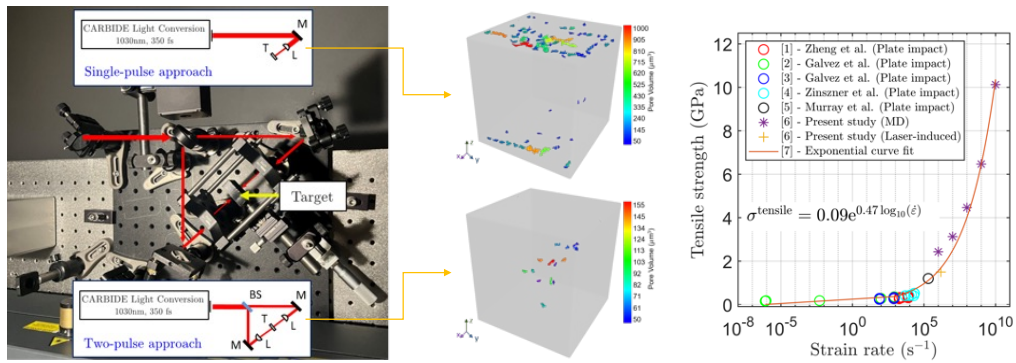 CARBIDE Light Conversion
1030nm, 350 fs
M
T
L
Single-pulse approach
Target
CARBIDE Light Conversion
1030nm, 350 fs
BS
M
L
T
L
M
Two-pulse approach
1000
905
810
715
620
525
430
335
240
145
50
Pore Volume (μm³)
z
x
y
155
145
134
124
113
103
92
82
71
61
50
Pore Volume (μm³)
z
x
y
[1] - Zheng et al. (Plate impact)
[2] - Galvez et al. (Plate impact)
[3] - Galvez et al. (Plate impact)
[4] - Zinszner et al. (Plate impact)
[5] - Murray et al. (Plate impact)
[6] - Present study (MD)
[6] - Present study (Laser-induced)
[7] - Exponential curve fit
σ^tensile = 0.09e^0.47 log₁₀(ε̇)
Tensile strength (GPa)
12
10
8
6
4
2
0
10⁻⁸ 10⁻⁵ 10⁻² 10¹ 10⁴ 10⁷ 10¹⁰
Strain rate (s⁻¹)